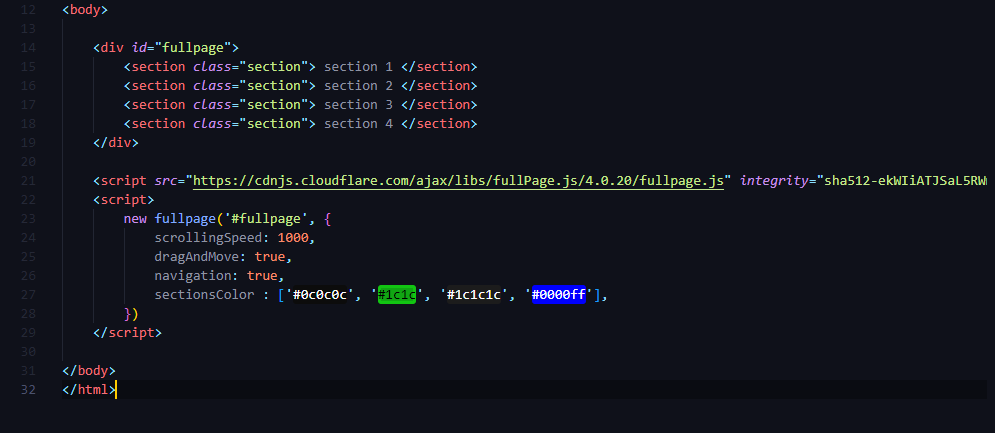 12 <body>
13
14 <div id="fullpage">
15 <section class="section"> section 1 </section>
16 <section class="section"> section 2 </section>
17 <section class="section"> section 3 </section>
18 <section class="section"> section 4 </section>
19 </div>
20
21 <script src="https://cdnjs.cloudflare.com/ajax/libs/fullPage.js/4.0.20/fullpage.js" integrity="sha512-ekWIiATJSaL5RW
22 <script>
23 new fullpage('#fullpage', {
24 scrollingSpeed: 1000,
25 dragAndMove: true,
26 navigation: true,
27 sectionsColor : ['#0c0c0c', '#1c1c', '#1c1c1c', '#0000ff'],
28 })
29 </script>
30
31 </body>
32 </html>